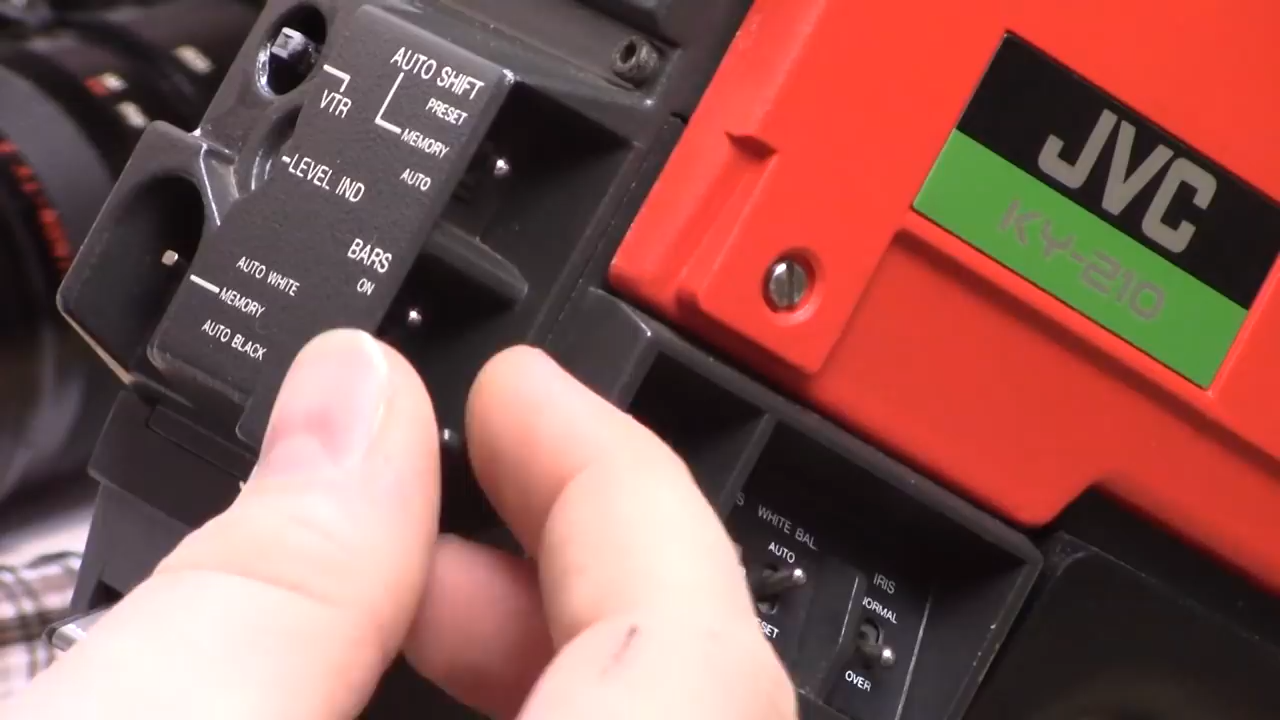 AUTO SHIFT
PRESET
VTR
MEMORY
AUTO
LEVEL IND
BARS
ON
AUTO WHITE
MEMORY
AUTO BLACK
JVC
KY-210
WHITE BAL
AUTO
IRIS
NORMAL
OVER